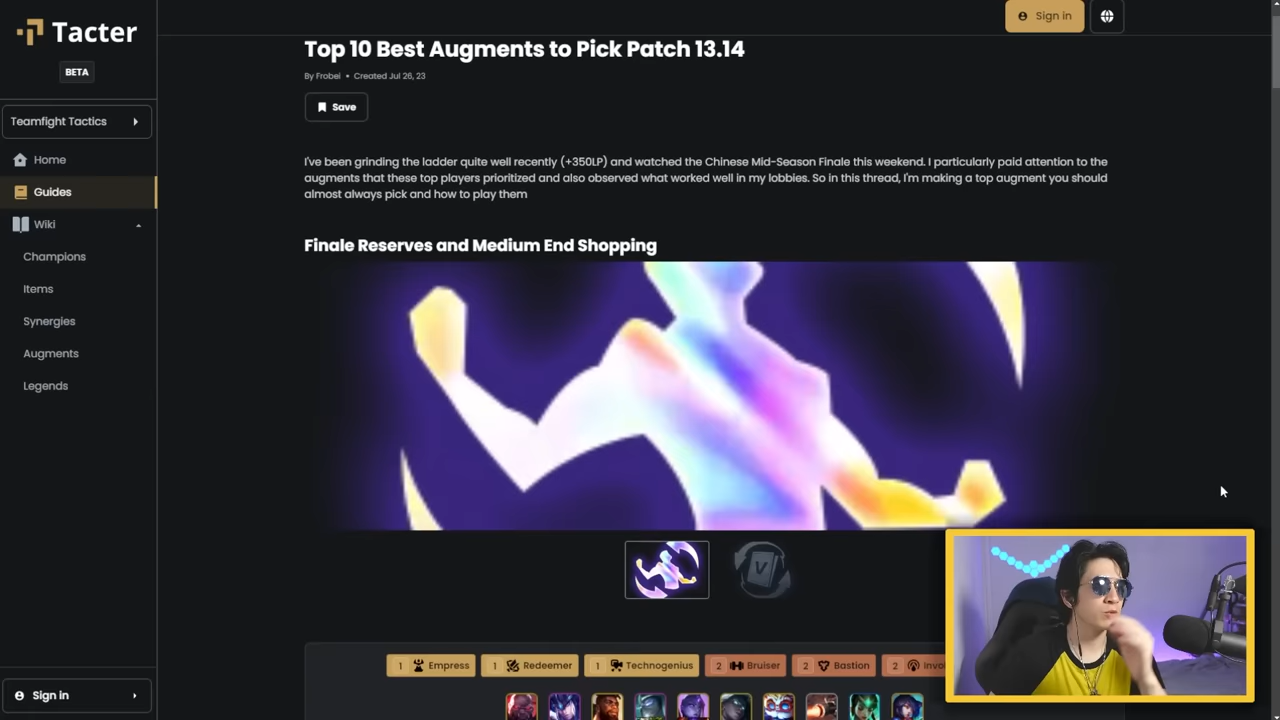 Tacter
BETA
Teamfight Tactics
Home
Guides
Wiki
Champions
Items
Synergies
Augments
Legends
Sign in
Sign in
Top 10 Best Augments to Pick Patch 13.14
By Frobei • Created Jul 26, 23
Save
I've been grinding the ladder quite well recently (+350LP) and watched the Chinese Mid-Season Finale this weekend. I particularly paid attention to the
augments that these top players prioritized and also observed what worked well in my lobbies. So in this thread, I'm making a top augment you should
almost always pick and how to play them
Finale Reserves and Medium End Shopping
V
1 Empress
1 Redeemer
1 Technogenius
2 Bruiser
2 Bastion
2 Invo